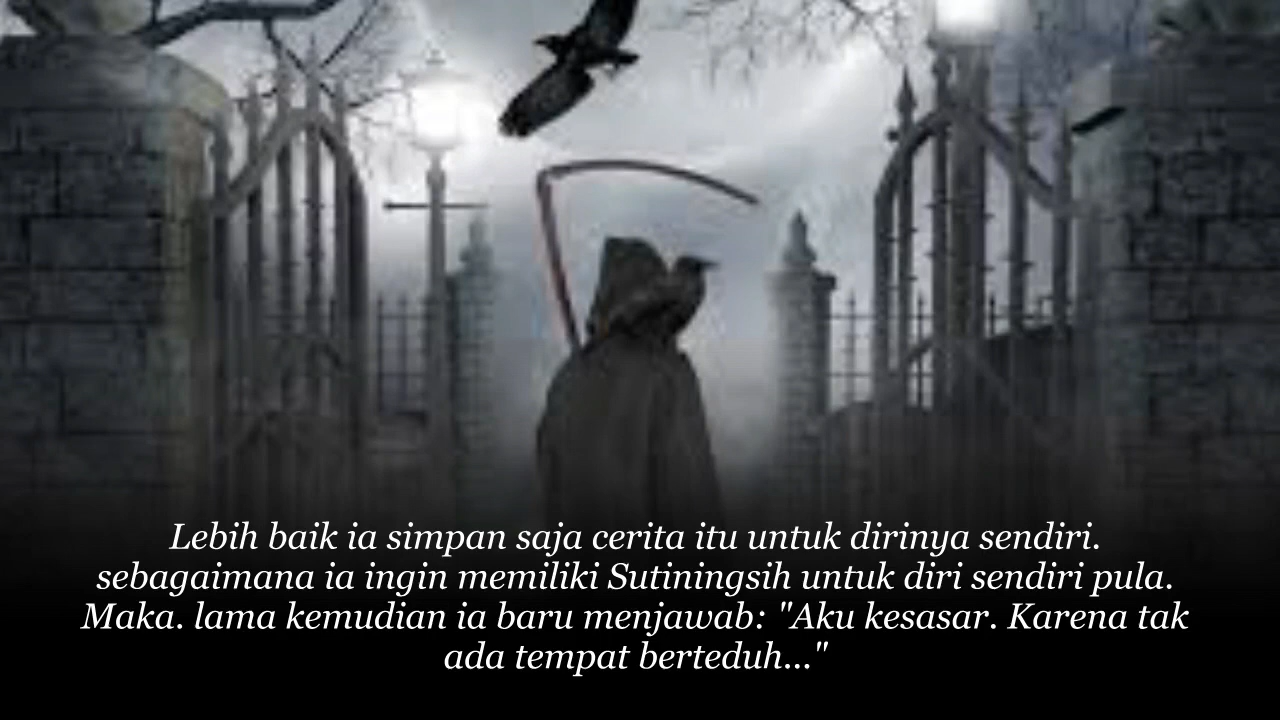 Lebih baik ia simpan saja cerita itu untuk dirinya sendiri.
sebagaimana ia ingin memiliki Sutiningsih untuk diri sendiri pula.
Maka. lama kemudian ia baru menjawab: "Aku kesasar. Karena tak
ada tempat berteduh..."